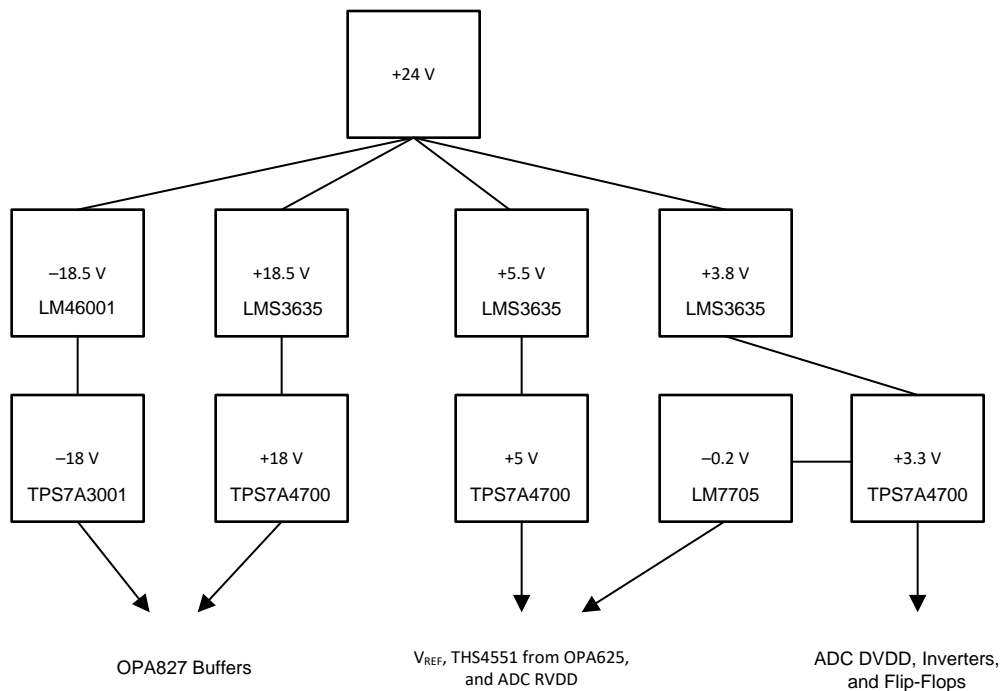 +24 V
–18.5 V
LM46001
+18.5 V
LMS3635
+5.5 V
LMS3635
+3.8 V
LMS3635
–18 V
TPS7A3001
+18 V
TPS7A4700
+5 V
TPS7A4700
–0.2 V
LM7705
+3.3 V
TPS7A4700
OPA827 Buffers
VREF, THS4551 from OPA625,
and ADC RVDD
ADC DVDD, Inverters,
and Flip-Flops